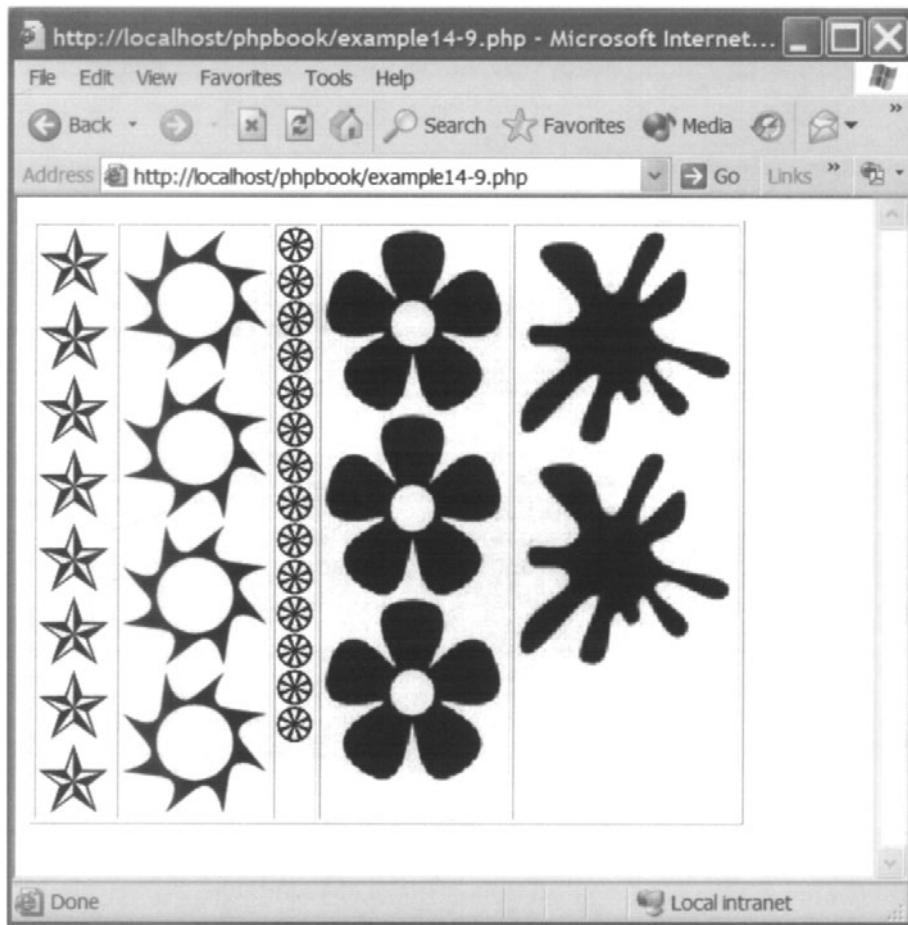 http://localhost/phpbook/example14-9.php - Microsoft Internet...
File Edit View Favorites Tools Help
Back Search Favorites Media »
Address http://localhost/phpbook/example14-9.php Go Links »
Done Local intranet